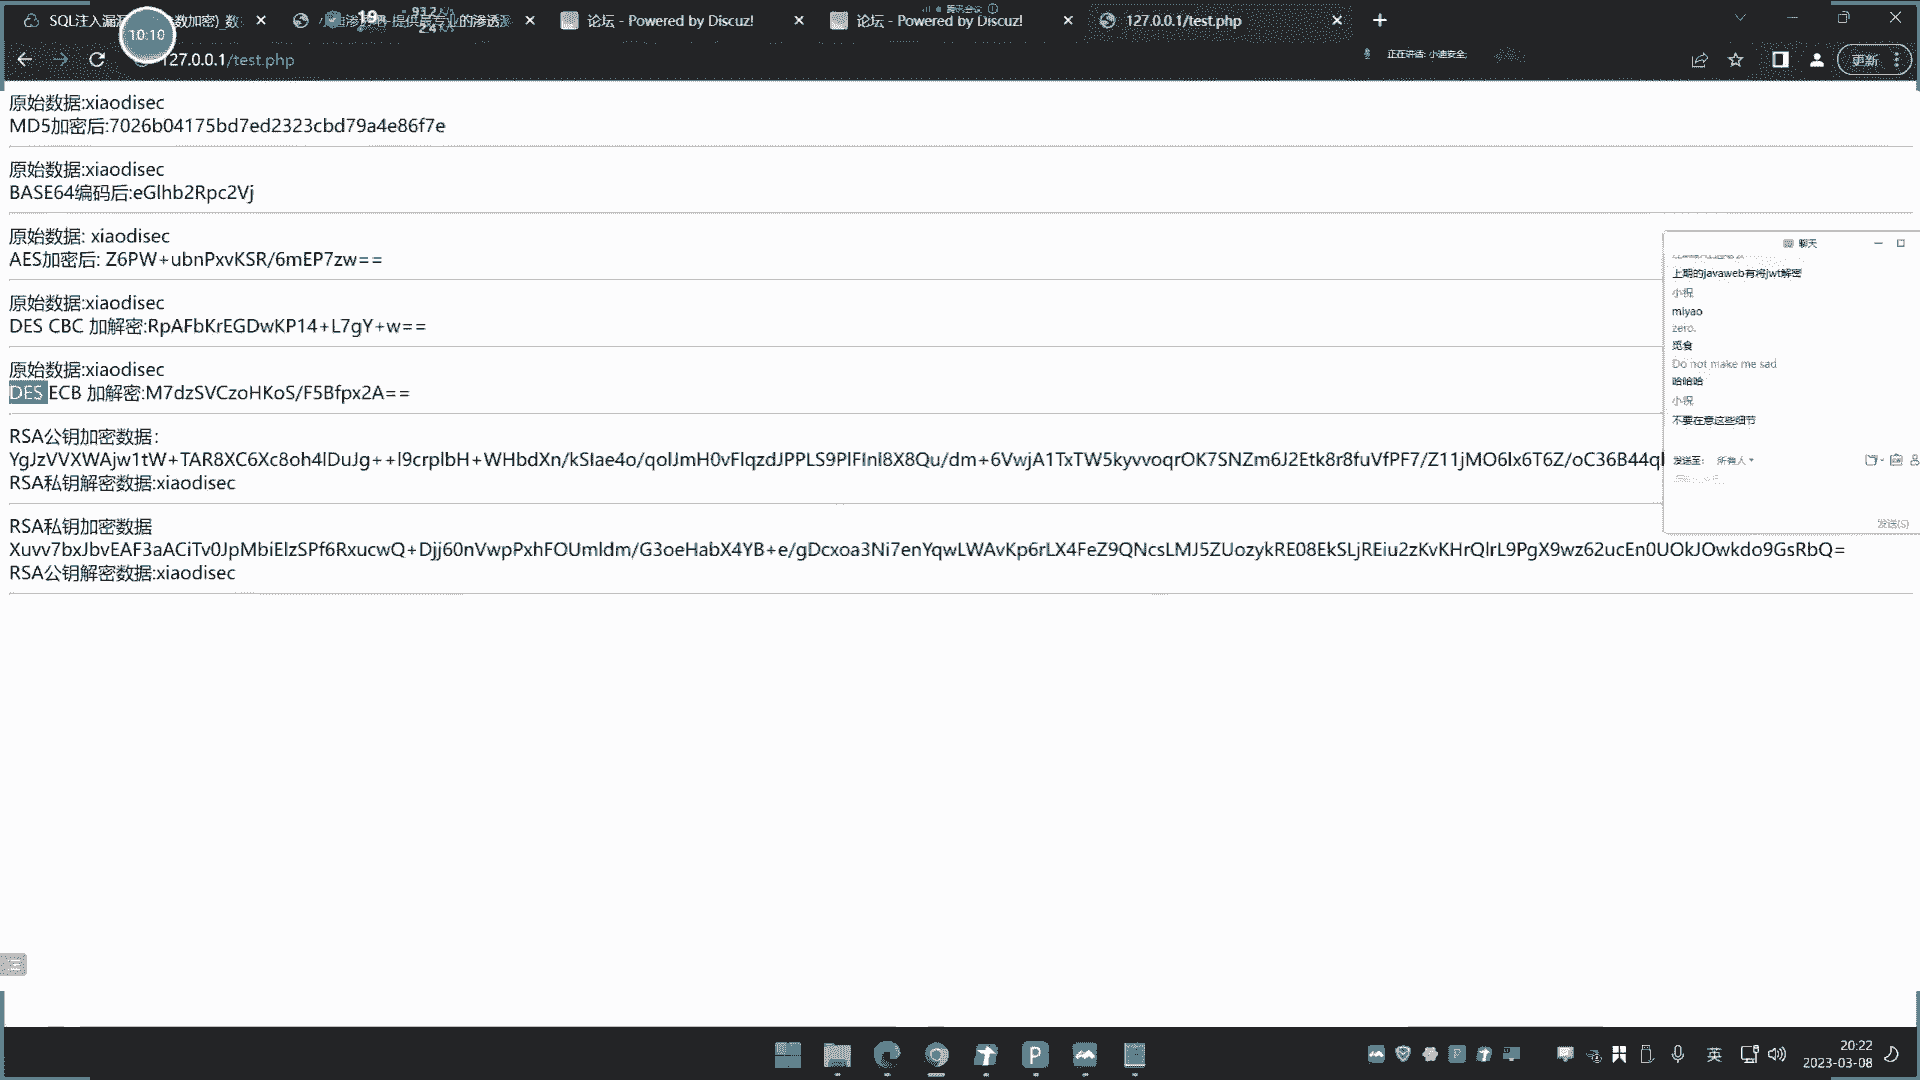 SQL注入漏 数加密)_数
提供最专业的渗透
论坛 - Powered by Discuz!
论坛 - Powered by Discuz!
127.0.0.1/test.php
10:10
127.0.0.1/test.php
正在讲话: 小迪安全;
更新
原始数据:xiaodisec
MD5加密后:7026b04175bd7ed2323cbd79a4e86f7e
原始数据:xiaodisec
BASE64编码后:eGlhb2Rpc2Vj
原始数据: xiaodisec
AES加密后: Z6PW+ubnPxvKSR/6mEP7zw==
原始数据:xiaodisec
DES CBC 加解密:RpAFbKrEGDwKP14+L7gY+w==
原始数据:xiaodisec
DES ECB 加解密:M7dzSVCzoHKoS/F5Bfpx2A==
RSA公钥加密数据：
YgJzVVXWAjw1tW+TAR8XC6Xc8oh4lDuJg++l9crplbH+WHbdXn/kSIae4o/qolJmH0vFlqzdJPPLS9PlFInl8X8Qu/dm+6VwjA1TxTW5kyvvoqrOK7SNZm6J2Etk8r8fuVfPF7/Z11jMO6lx6T6Z/oC36B44ql
RSA私钥解密数据:xiaodisec
RSA私钥加密数据
Xuvv7bxJbvEAF3aACiTv0JpMbiElzSPf6RxucwQ+Djj60nVwpPxhFOUmldm/G3oeHabX4YB+e/gDcxoa3Ni7enYqwLWAvKp6rLX4FeZ9QNcsLMJ5ZUozykRE08EkSLjREiu2zKvKHrQlrL9PgX9wz62ucEn0UOkJOwkdo9GsRbQ=
RSA公钥解密数据:xiaodisec
聊天
上期的javaweb有将jwt解密
小祝
miyao
zero.
觅食
Do not make me sad
哈哈哈
小祝
不要在意这些细节
发送至: 所有人
发送(S)
英
20:22
2023-03-08